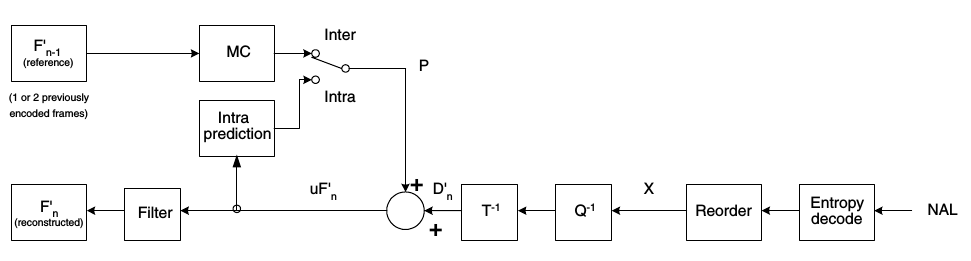 F'n-1
(reference)
(1 or 2 previously
encoded frames)
MC
Inter
Intra
P
Intra
prediction
F'n
(reconstructed)
Filter
uF'n
+
+
D'n
T-1
Q-1
X
Reorder
Entropy
decode
NAL